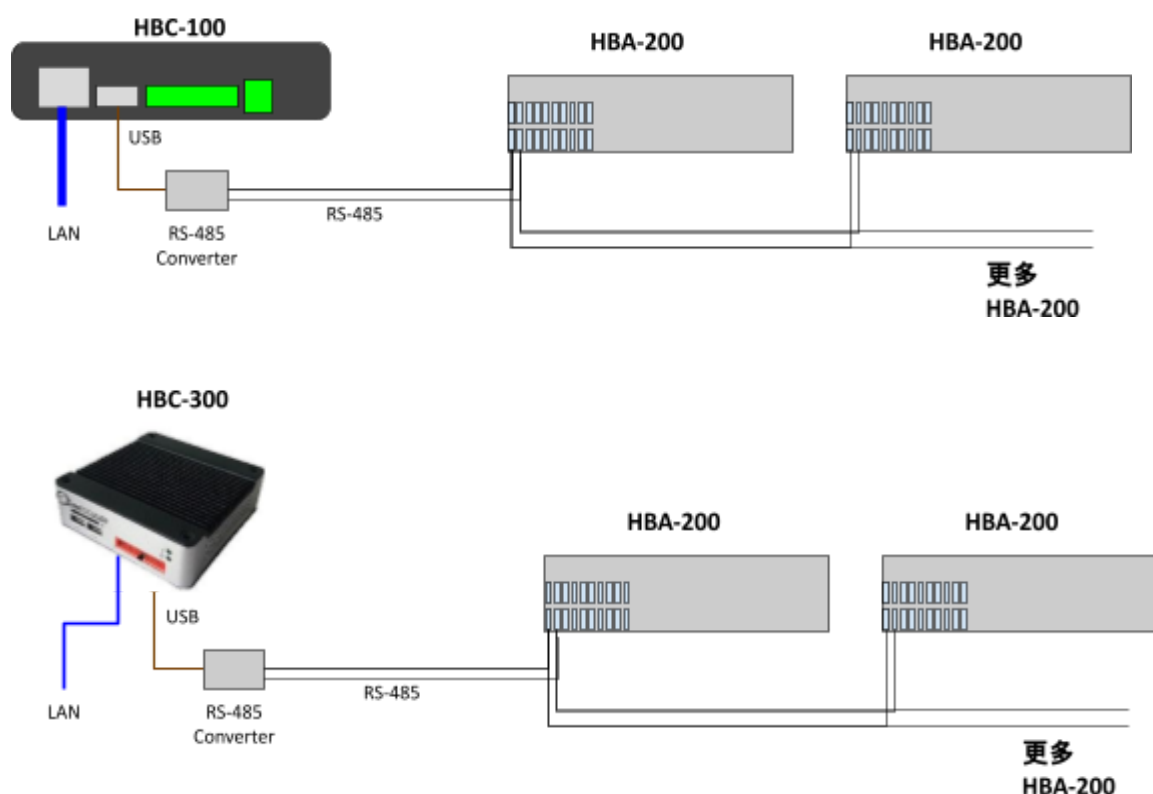 HBC-100
HBA-200
HBA-200
USB
RS-485
LAN
RS-485
Converter
更多
HBA-200
HBC-300
HBA-200
HBA-200
USB
RS-485
LAN
RS-485
Converter
更多
HBA-200